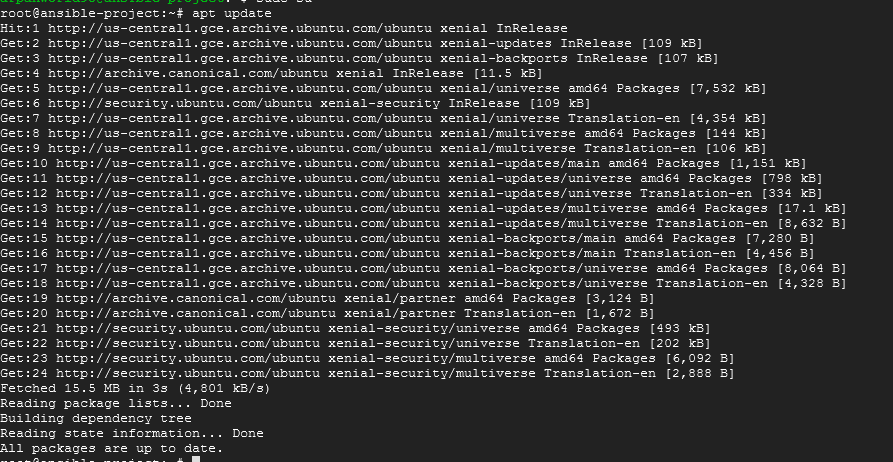 root@ansible-project:~# apt update
Hit:1 http://us-central1.gce.archive.ubuntu.com/ubuntu xenial InRelease
Get:2 http://us-central1.gce.archive.ubuntu.com/ubuntu xenial-updates InRelease [109 kB]
Get:3 http://us-central1.gce.archive.ubuntu.com/ubuntu xenial-backports InRelease [107 kB]
Get:4 http://archive.canonical.com/ubuntu xenial InRelease [11.5 kB]
Get:5 http://us-central1.gce.archive.ubuntu.com/ubuntu xenial/universe amd64 Packages [7,532 kB]
Get:6 http://security.ubuntu.com/ubuntu xenial-security InRelease [109 kB]
Get:7 http://us-central1.gce.archive.ubuntu.com/ubuntu xenial/universe Translation-en [4,354 kB]
Get:8 http://us-central1.gce.archive.ubuntu.com/ubuntu xenial/multiverse amd64 Packages [144 kB]
Get:9 http://us-central1.gce.archive.ubuntu.com/ubuntu xenial/multiverse Translation-en [106 kB]
Get:10 http://us-central1.gce.archive.ubuntu.com/ubuntu xenial-updates/main amd64 Packages [1,151 kB]
Get:11 http://us-central1.gce.archive.ubuntu.com/ubuntu xenial-updates/universe amd64 Packages [798 kB]
Get:12 http://us-central1.gce.archive.ubuntu.com/ubuntu xenial-updates/universe Translation-en [334 kB]
Get:13 http://us-central1.gce.archive.ubuntu.com/ubuntu xenial-updates/multiverse amd64 Packages [17.1 kB]
Get:14 http://us-central1.gce.archive.ubuntu.com/ubuntu xenial-updates/multiverse Translation-en [8,632 B]
Get:15 http://us-central1.gce.archive.ubuntu.com/ubuntu xenial-backports/main amd64 Packages [7,280 B]
Get:16 http://us-central1.gce.archive.ubuntu.com/ubuntu xenial-backports/main Translation-en [4,456 B]
Get:17 http://us-central1.gce.archive.ubuntu.com/ubuntu xenial-backports/universe amd64 Packages [8,064 B]
Get:18 http://us-central1.gce.archive.ubuntu.com/ubuntu xenial-backports/universe Translation-en [4,328 B]
Get:19 http://archive.canonical.com/ubuntu xenial/partner amd64 Packages [3,124 B]
Get:20 http://archive.canonical.com/ubuntu xenial/partner Translation-en [1,672 B]
Get:21 http://security.ubuntu.com/ubuntu xenial-security/universe amd64 Packages [493 kB]
Get:22 http://security.ubuntu.com/ubuntu xenial-security/universe Translation-en [202 kB]
Get:23 http://security.ubuntu.com/ubuntu xenial-security/multiverse amd64 Packages [6,092 B]
Get:24 http://security.ubuntu.com/ubuntu xenial-security/multiverse Translation-en [2,888 B]
Fetched 15.5 MB in 3s (4,801 kB/s)
Reading package lists... Done
Building dependency tree
Reading state information... Done
All packages are up to date.
root@ansible-project:~#